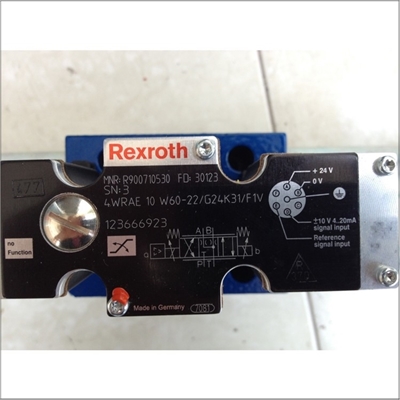 Rexroth
MNR: R900710530 FD: 30123
SN: 3
4WRAE 10 W60-22/G24K31/F1V
123666923
no
Function
A B
P T
+ 24 V
0 V
±10 V 4..20mA
signal input
Reference
signal input
Made in Germany
7081